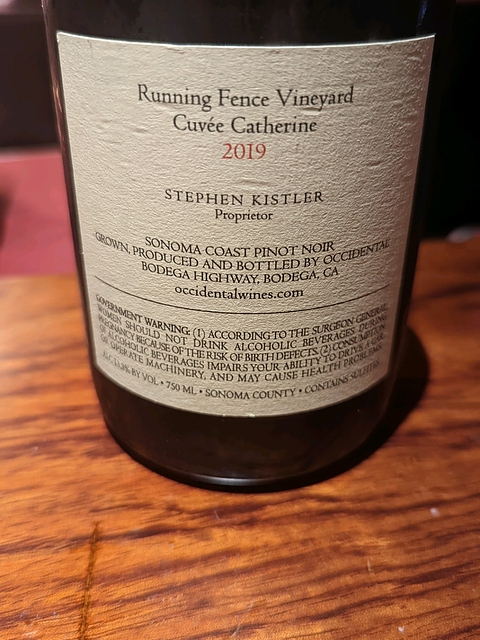 Running Fence Vineyard
Cuvée Catherine
2019
STEPHEN KISTLER
Proprietor
SONOMA COAST PINOT NOIR
GROWN, PRODUCED AND BOTTLED BY OCCIDENTAL
BODEGA HIGHWAY, BODEGA, CA
occidentalwines.com
GOVERNMENT WARNING: (1) ACCORDING TO THE SURGEON GENERAL,
WOMEN SHOULD NOT DRINK ALCOHOLIC BEVERAGES DURING
PREGNANCY BECAUSE OF THE RISK OF BIRTH DEFECTS. (2) CONSUMPTION
OF ALCOHOLIC BEVERAGES IMPAIRS YOUR ABILITY TO DRIVE A CAR
OR OPERATE MACHINERY, AND MAY CAUSE HEALTH PROBLEMS.
ALC BY VOL • 750 ML • SONOMA COUNTY • CONTAINS SULFITES